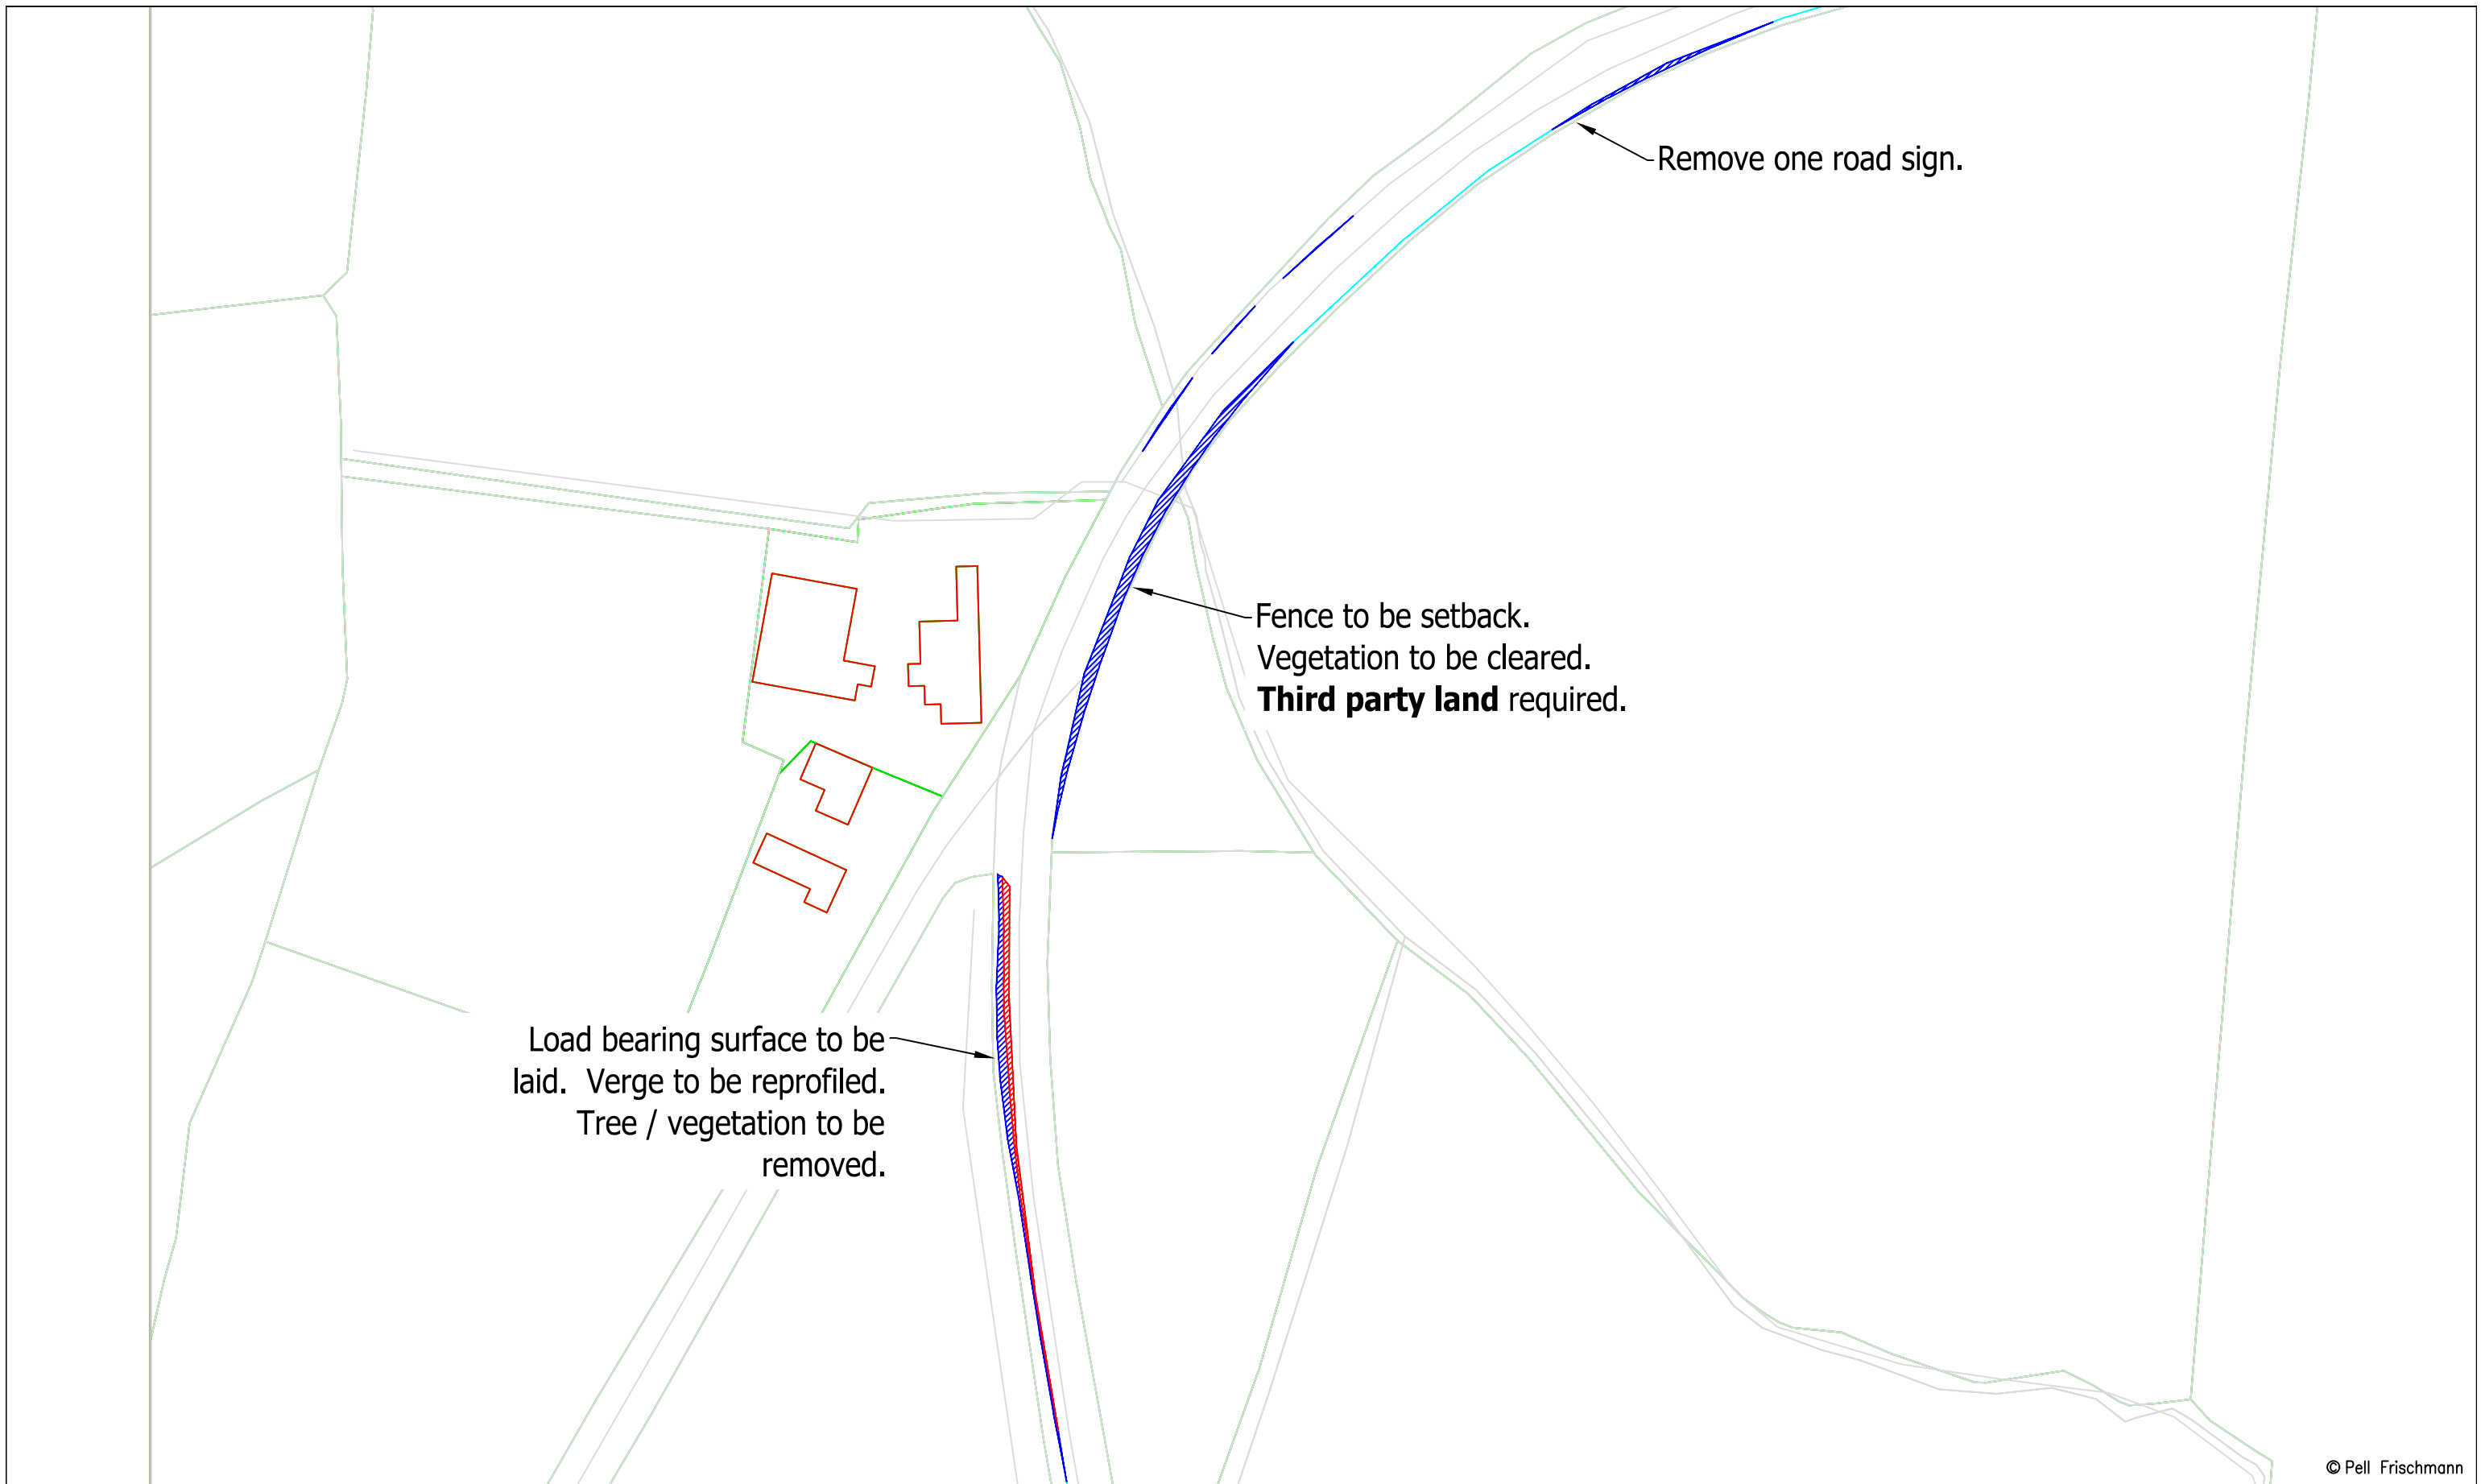 Remove one road sign.
Fence to be setback.
Vegetation to be cleared.
Third party land required.
Load bearing surface to be
laid.  Verge to be reprofiled.
Tree / vegetation to be
removed.
© Pell Frischmann